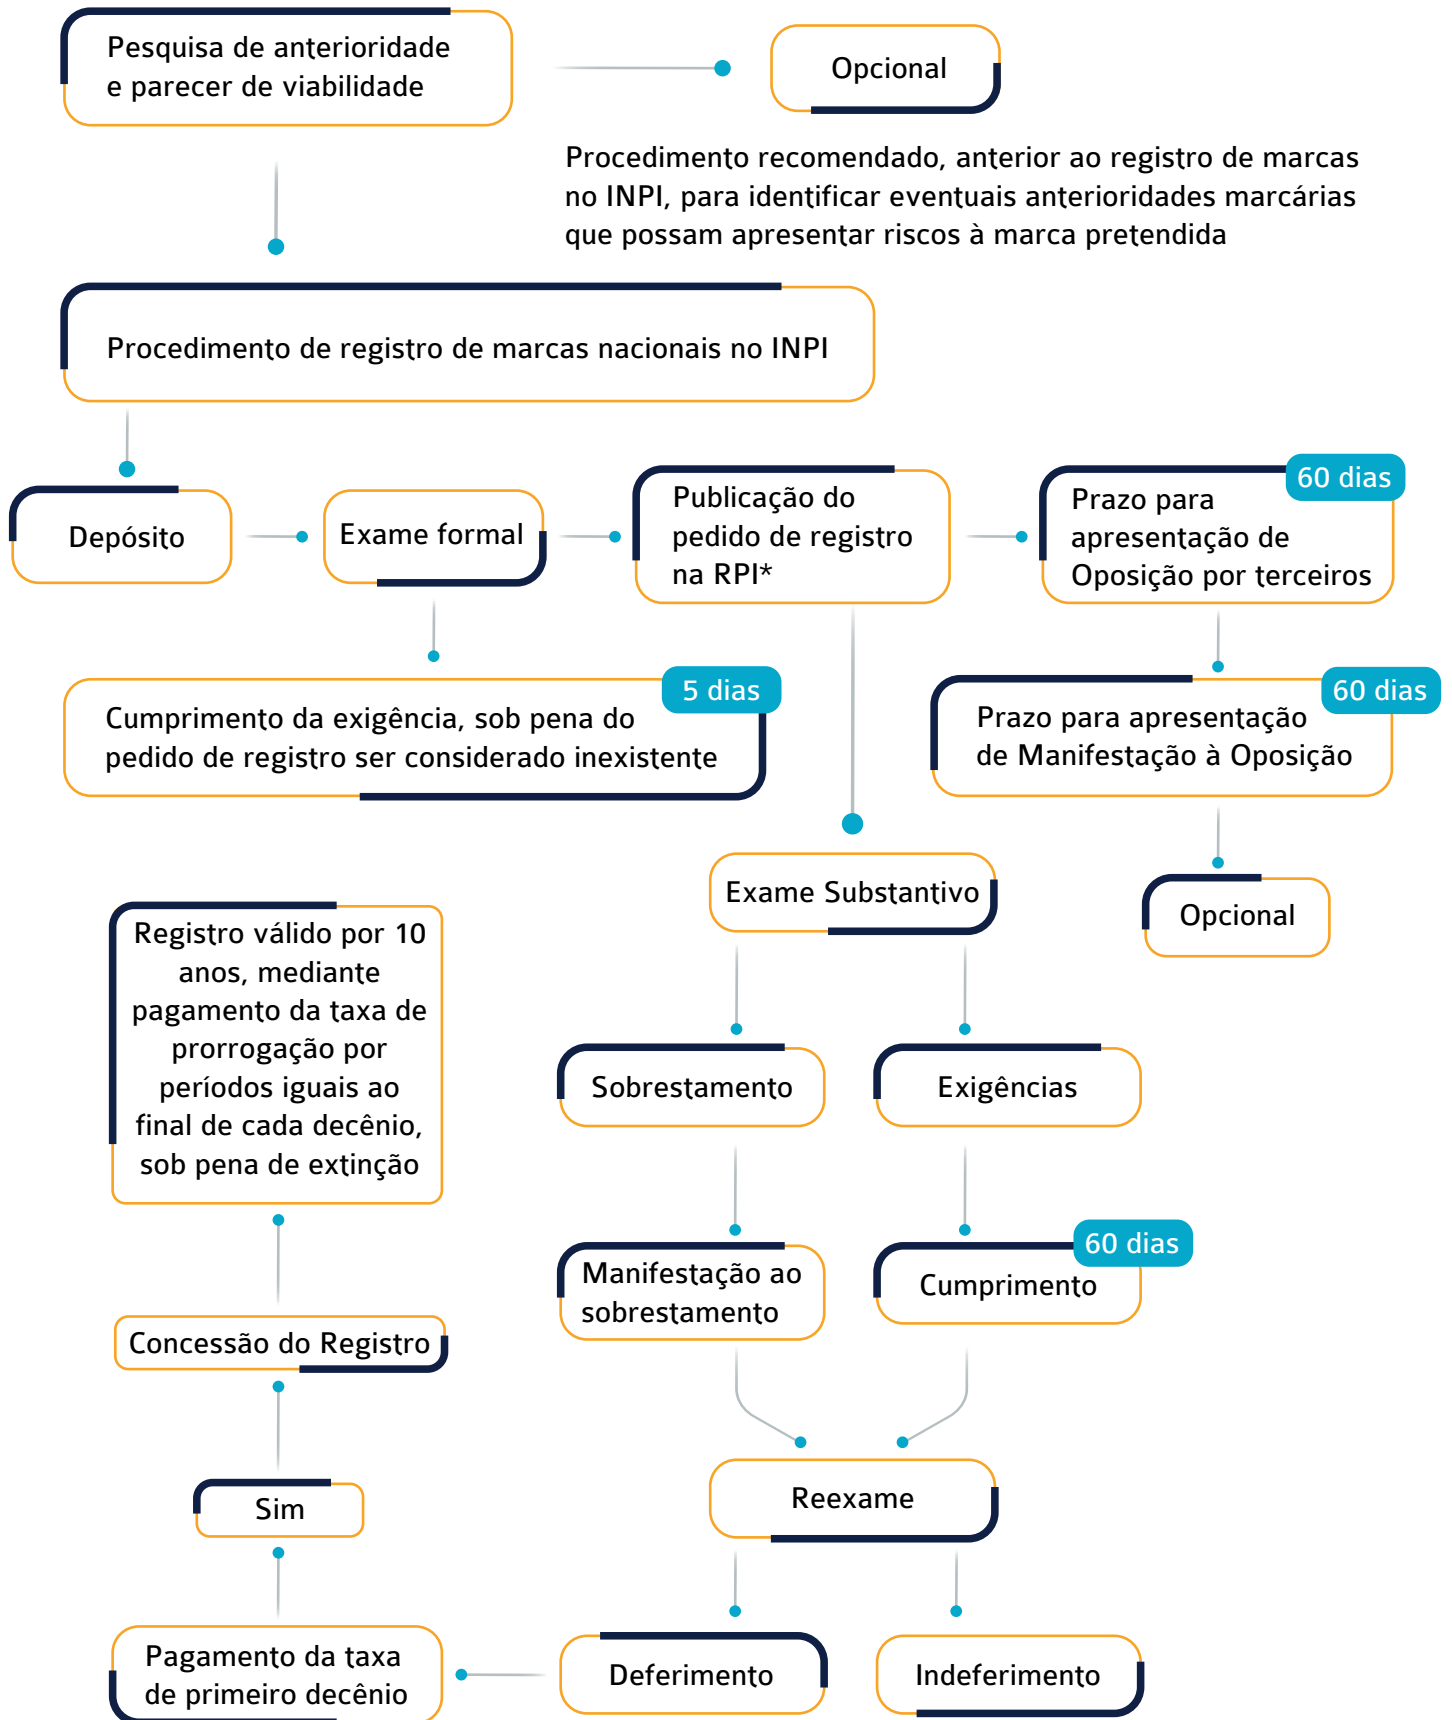 Pesquisa de anterioridade
e parecer de viabilidade
Opcional
Procedimento recomendado, anterior ao registro de marcas
no INPI, para identificar eventuais anterioridades marcárias
que possam apresentar riscos à marca pretendida
Procedimento de registro de marcas nacionais no INPI
Depósito
Exame formal
Publicação do
pedido de registro
na RPI*
60 dias
Prazo para
apresentação de
Oposição por terceiros
5 dias
Cumprimento da exigência, sob pena do
pedido de registro ser considerado inexistente
60 dias
Prazo para apresentação
de Manifestação à Oposição
Exame Substantivo
Opcional
Registro válido por 10
anos, mediante
pagamento da taxa de
prorrogação por
períodos iguais ao
final de cada decênio,
sob pena de extinção
Sobrestamento
Exigências
Manifestação ao
sobrestamento
60 dias
Cumprimento
Concessão do Registro
Reexame
Sim
Pagamento da taxa
de primeiro decênio
Deferimento
Indeferimento